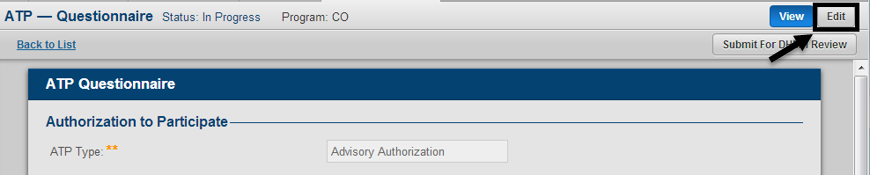 ATP — Questionnaire Status: In Progress Program: CO View Edit
Back to List Submit For Review
ATP Questionnaire
Authorization to Participate
ATP Type: ** Advisory Authorization